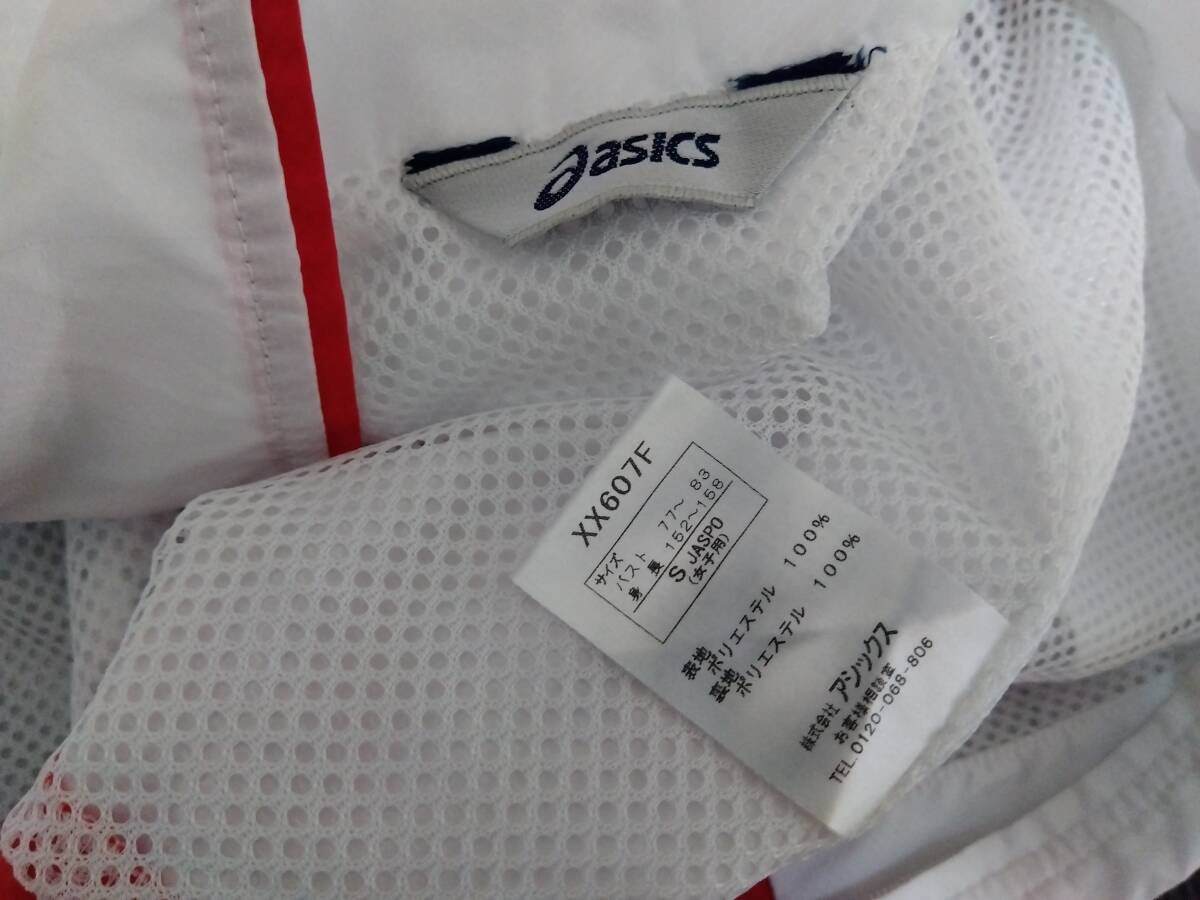 asics
XX607F
サイズ
バスト 77～ 83
身 長 152～158
S JASPO
(女子用)
表地
ポリエステル 100%
裏地
ポリエステル 100%
株式会社 アシックス
お客様相談室
TEL.0120-068-806